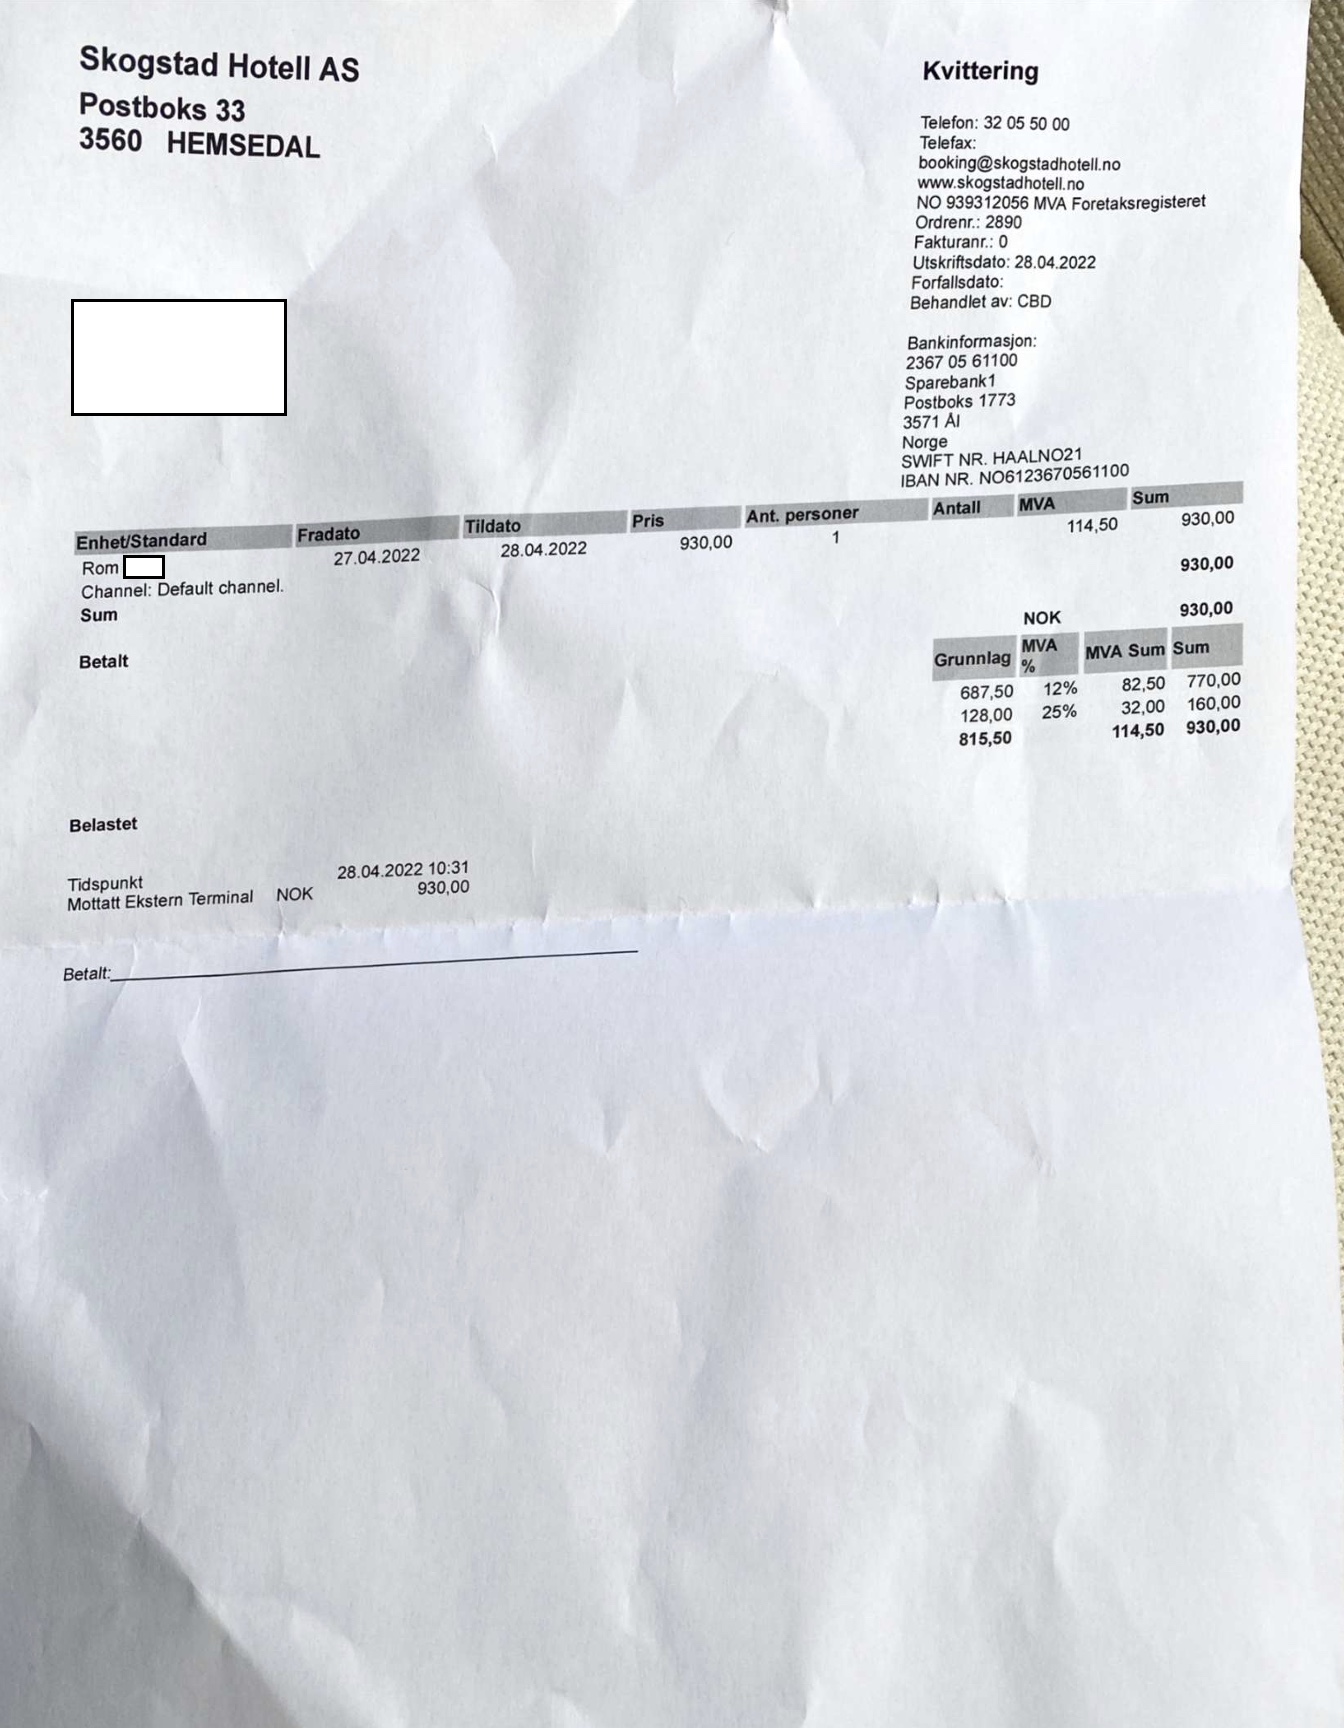 Skogstad Hotell AS
Postboks 33
3560 HEMSEDAL
Kvittering
Telefon: 32 05 50 00
Telefax:
booking@skogstadhotell.no
www.skogstadhotell.no
NO 939312056 MVA Foretaksregisteret
Ordrenr.: 2890
Fakturanr.: 0
Utskriftsdato: 28.04.2022
Forfallsdato:
Behandlet av: CBD
Bankinformasjon:
2367 05 61100
Sparebank1
Postboks 1773
3571 Ål
Norge
SWIFT NR. HAALNO21
IBAN NR. NO6123670561100
Enhet/Standard Fradato Tildato Pris Ant. personer Antall MVA Sum
Rom 27.04.2022 28.04.2022 930,00 1 114,50 930,00
Channel: Default channel.
Sum 930,00
Betalt NOK 930,00
Grunnlag MVA % MVA Sum Sum
687,50 12% 82,50 770,00
128,00 25% 32,00 160,00
815,50 114,50 930,00
Belastet
Tidspunkt 28.04.2022 10:31
Mottatt Ekstern Terminal NOK 930,00
Betalt: